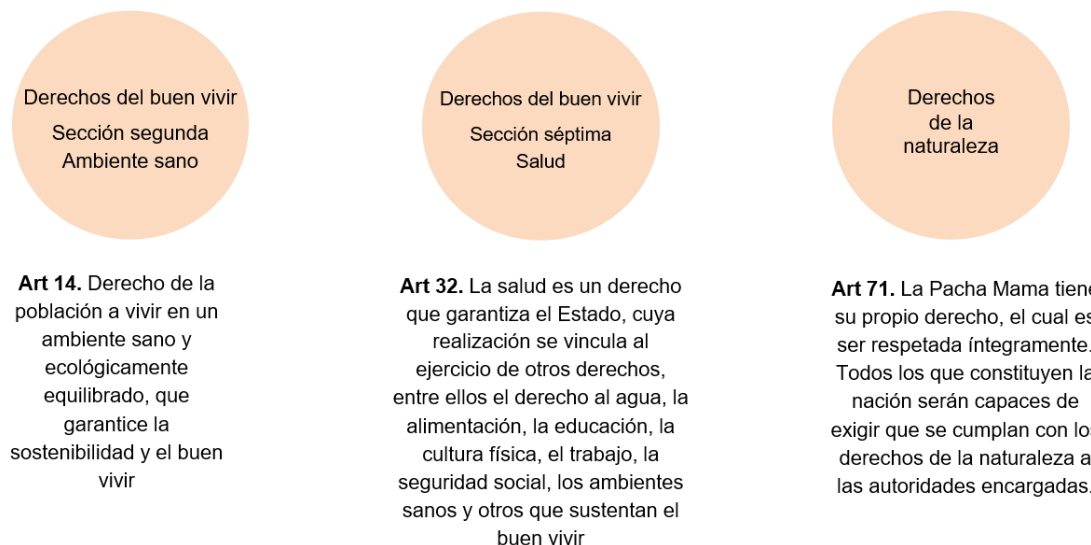 Derechos del buen vivir
Sección segunda
Ambiente sano
Art 14. Derecho de la
población a vivir en un
ambiente sano y
ecológicamente
equilibrado, que
garantice la
sostenibilidad y el buen
vivir
Derechos del buen vivir
Sección séptima
Salud
Art 32. La salud es un derecho
que garantiza el Estado, cuya
realización se vincula al
ejercicio de otros derechos,
entre ellos el derecho al agua, la
alimentación, la educación, la
cultura física, el trabajo, la
seguridad social, los ambientes
sanos y otros que sustentan el
buen vivir
Derechos
de la
naturaleza
Art 71. La Pacha Mama tiene
su propio derecho, el cual es
ser respetada íntegramente.
Todos los que constituyen la
nación serán capaces de
exigir que se cumplan con los
derechos de la naturaleza a
las autoridades encargadas.